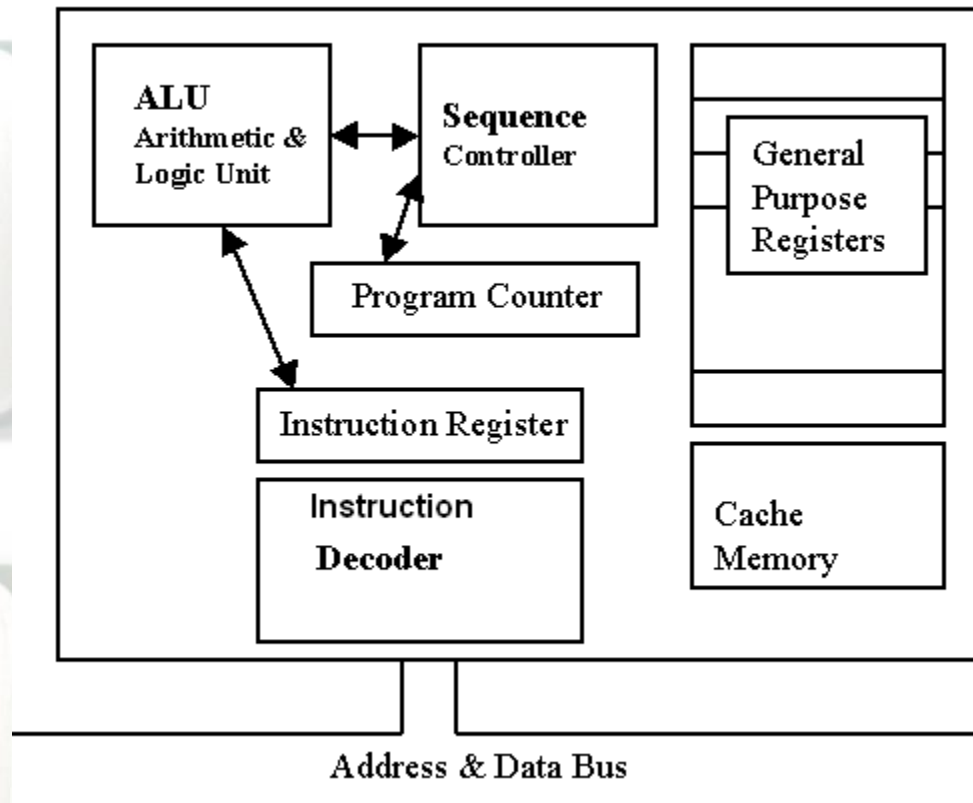 ALU
Arithmetic &
Logic Unit
Sequence
Controller
General
Purpose
Registers
Program Counter
Instruction Register
Instruction
Decoder
Cache
Memory
Address & Data Bus